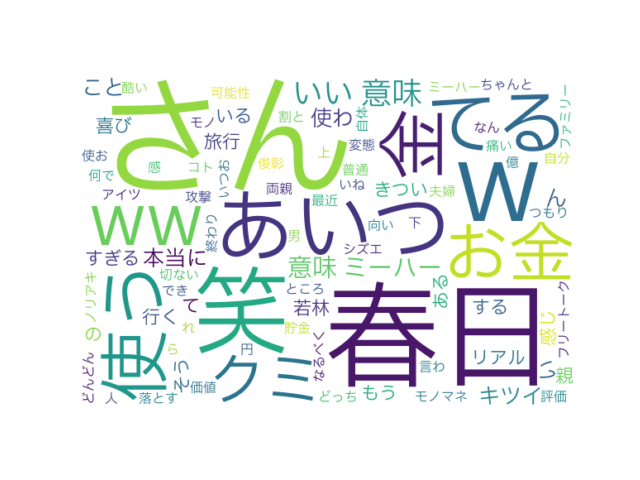 こと
酷い
さん
可能性
いい 意味
ミーハー
ちゃんと
てる
喜び
モノ
いる
割と
使わ
自体
金
なん
痛い
ファミリー
使お
感
旅行
コト
いつお
俊彰
上
変態
普通
億
自分
何で
アイツ
攻撃
両親
いね
きつい
夫婦
w
ん
つもり
ww
終わり
あいつ
最近
男
向い
下
シズエ
お金
すぎる
本当に
切ない
意味 ミーハー
使う
ノリアキ
の
でき
て
行く
れ
笑
ところ
若林
貯金
春日
ある
する
感じ
フリートーク
どんどん
そう
ら
価値
クミ
円
なるべく
言わ
リアル
い
親
人
落とす
どっち
もう
モノマネ
キツイ
評価